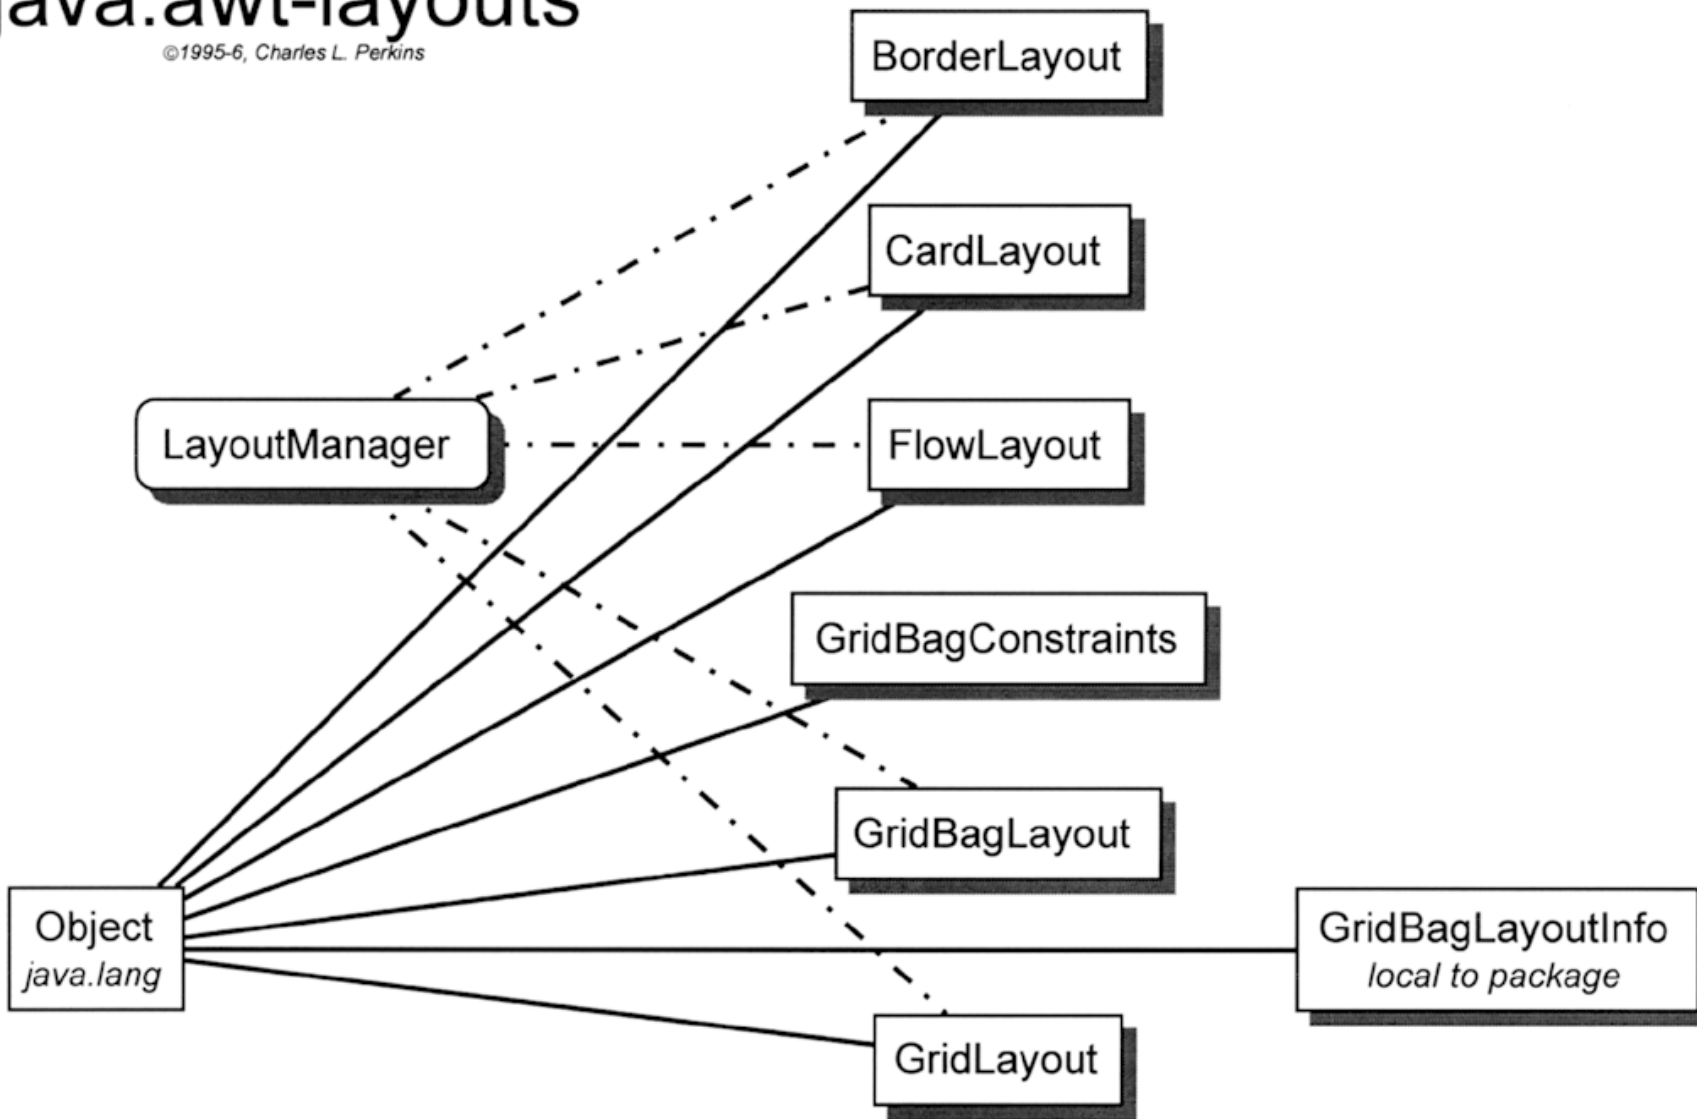 java.awt-layouts
©1995-6, Charles L. Perkins
BorderLayout
CardLayout
LayoutManager
FlowLayout
GridBagConstraints
GridBagLayout
Object
java.lang
GridBagLayoutInfo
local to package
GridLayout